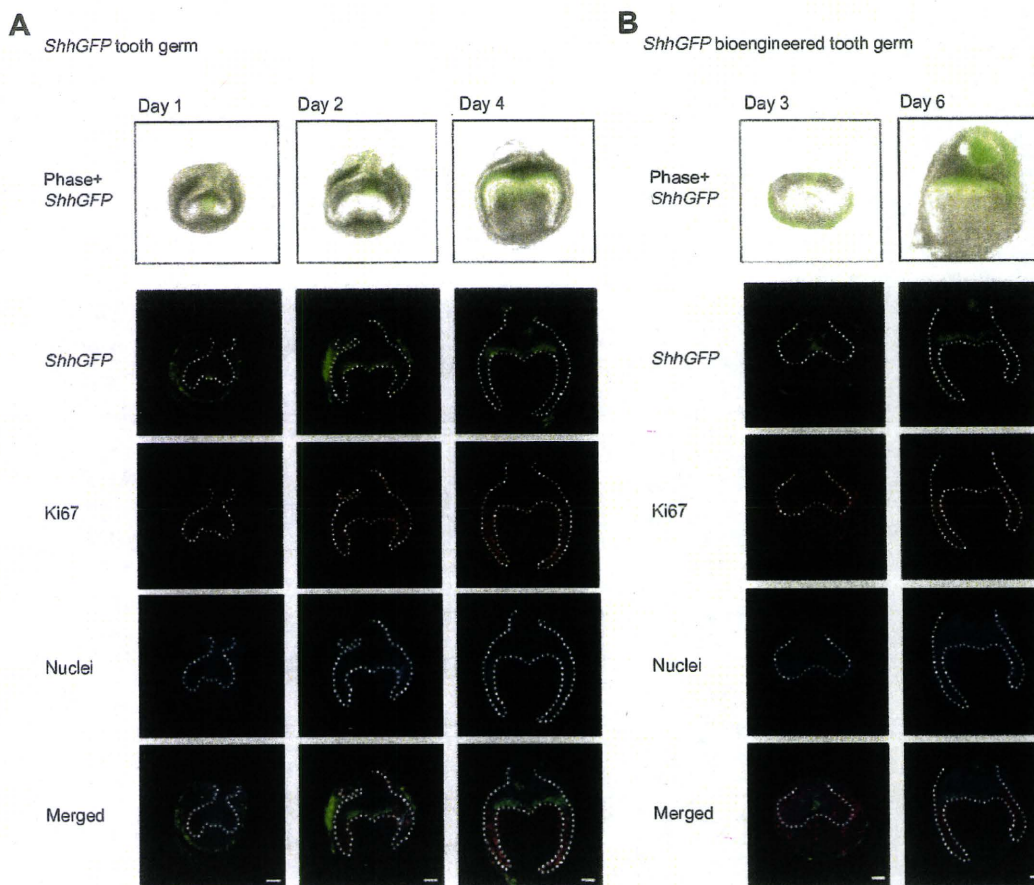 A
ShhGFP tooth germ
Day 1
Day 2
Day 4
Phase+
ShhGFP
ShhGFP
Ki67
Nuclei
Merged
B
ShhGFP bioengineered tooth germ
Day 3
Day 6
Phase+
ShhGFP
ShhGFP
Ki67
Nuclei
Merged